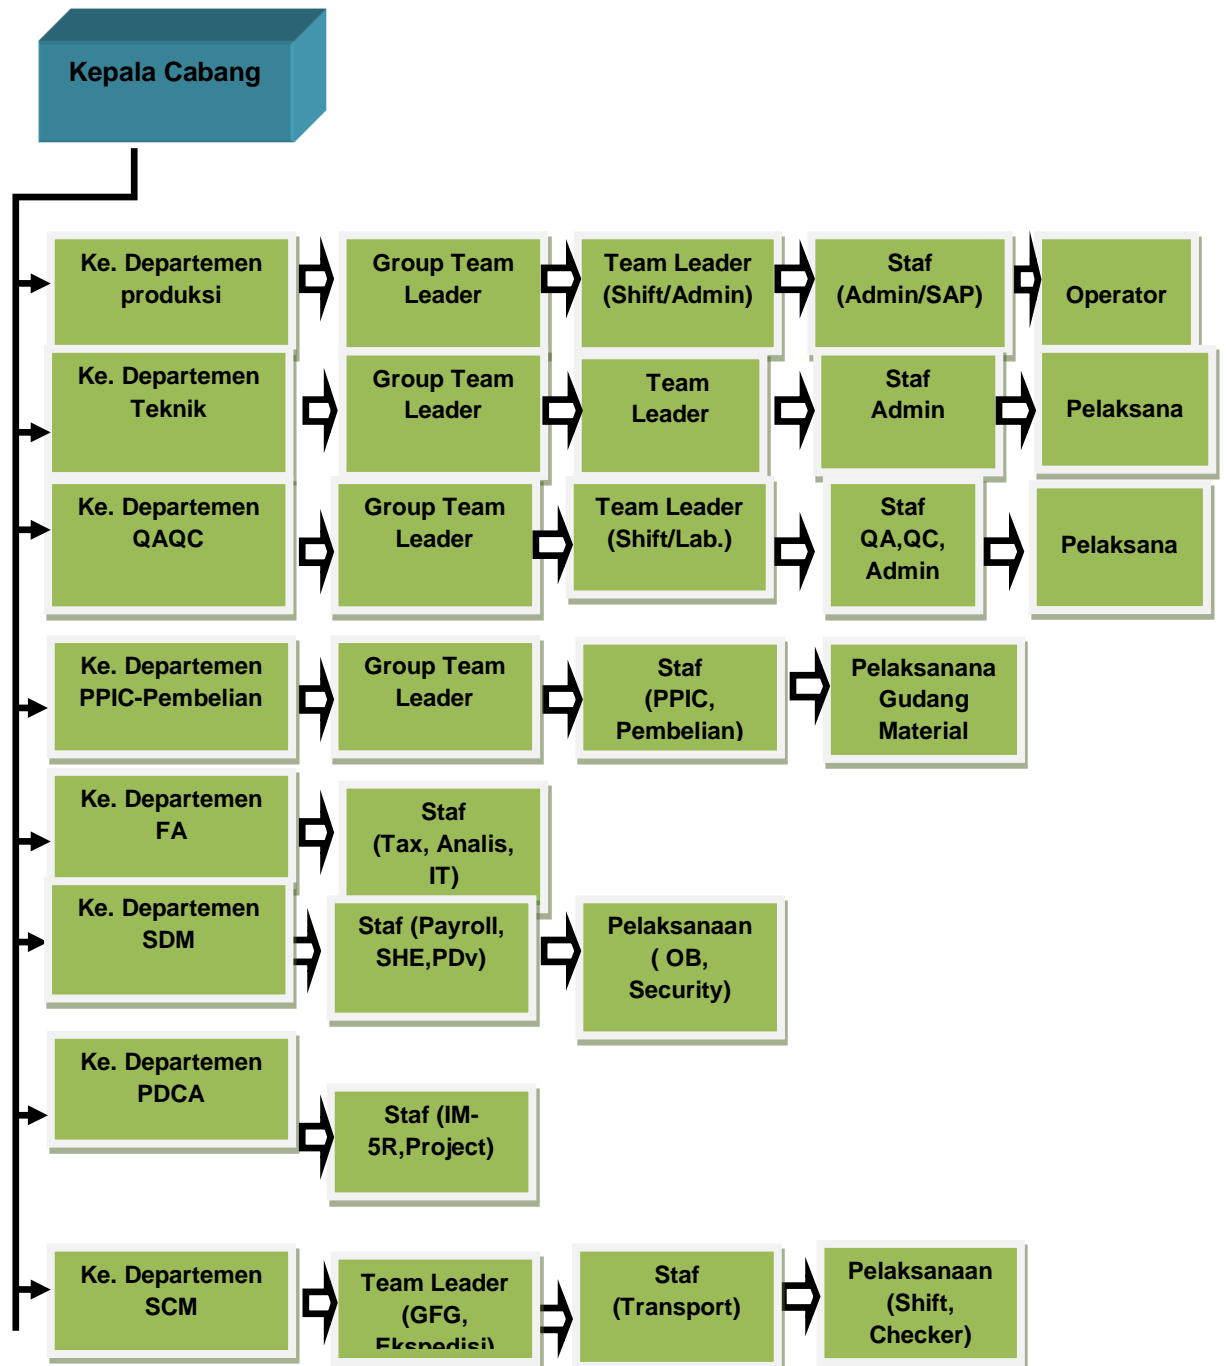 Kepala Cabang
Ke. Departemen
produksi
Group Team
Leader
Team Leader
(Shift/Admin)
Staf
(Admin/SAP)
Operator
Ke. Departemen
Teknik
Group Team
Leader
Team
Leader
Staf
Admin
Pelaksana
Ke. Departemen
QAQC
Group Team
Leader
Team Leader
(Shift/Lab.)
Staf
QA,QC,
Admin
Pelaksana
Ke. Departemen
PPIC-Pembelian
Group Team
Leader
Staf
(PPIC,
Pembelian)
Pelaksanana
Gudang
Material
Ke. Departemen
FA
Staf
(Tax, Analis,
IT)
Ke. Departemen
SDM
Staf (Payroll,
SHE,PDv)
Pelaksanaan
( OB,
Security)
Ke. Departemen
PDCA
Staf (IM-
5R,Project)
Ke. Departemen
SCM
Team Leader
(GFG,
Ekspedisi)
Staf
(Transport)
Pelaksanaan
(Shift,
Checker)